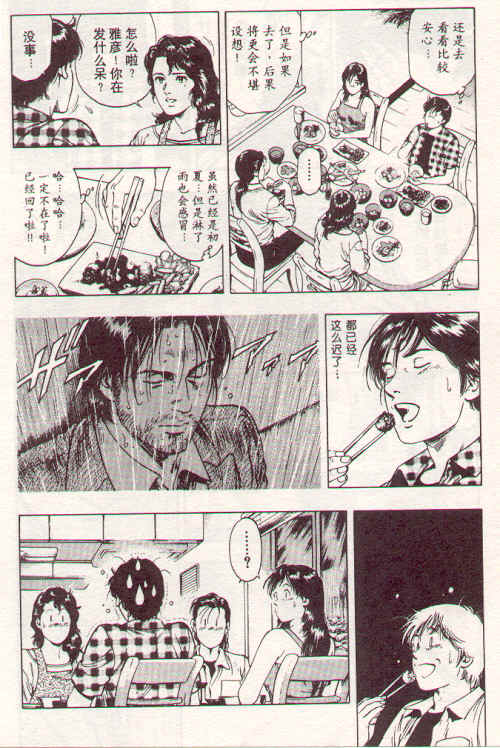 还是去
看看比较
安心…
但是如果
去了，后果
将更会不堪
设想！
………
怎么啦？
雅彦！你在
发什么呆？
没事…
虽然已经是初
夏…但是淋了
雨也会感冒…
哈…哈哈…
一定不在了啦！
已经回了啦!!
都已经
这么迟了…
………？